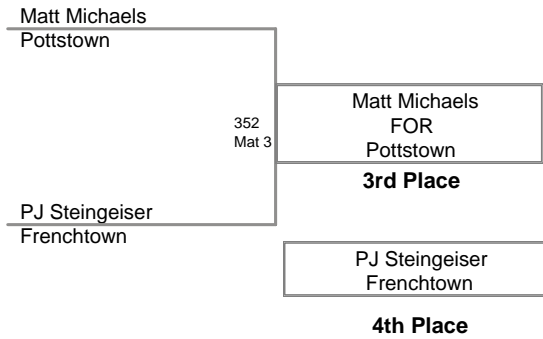 Matt Michaels
Pottstown
352
Mat 3
Matt Michaels
FOR
Pottstown
3rd Place
PJ Steingeiser
Frenchtown
PJ Steingeiser
Frenchtown
4th Place